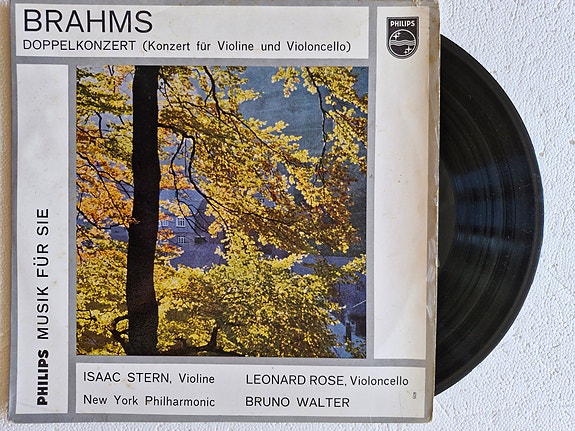 BRAHMS
DOPPELKONZERT (Konzert für Violine und Violoncello)
PHILIPS
PHILIPS MUSIK FÜR SIE
ISAAC STERN, Violine LEONARD ROSE, Violoncello
New York Philharmonic BRUNO WALTER